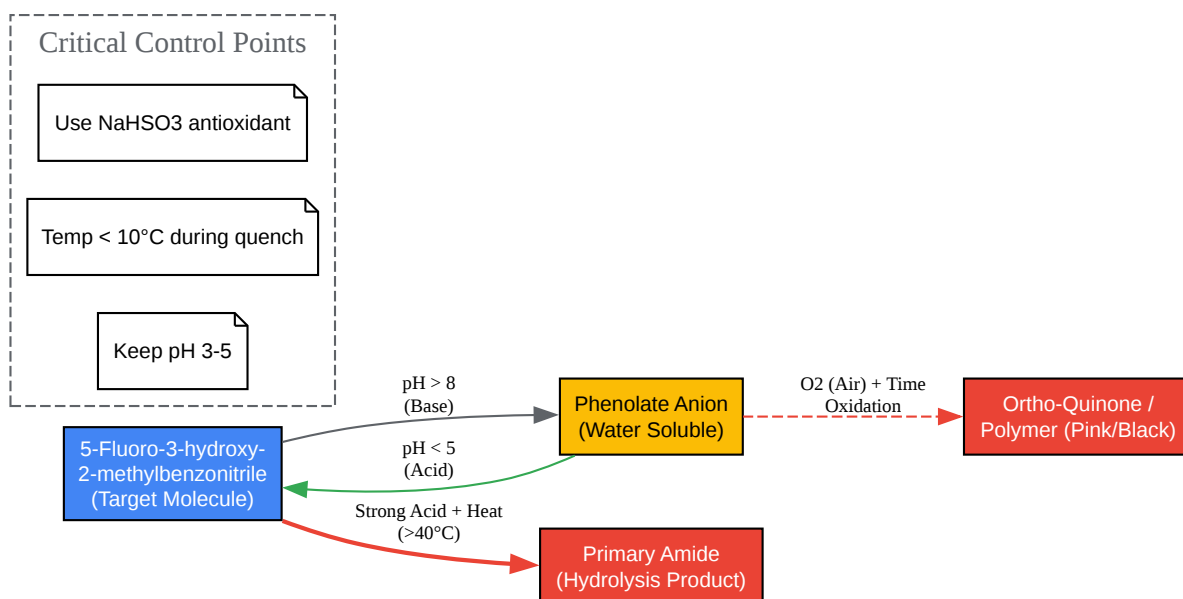 Critical Control Points
Use NaHSO3 antioxidant
Temp < 10°C during quench
Keep pH 3-5
pH > 8
(Base)
O2 (Air) + Time
Oxidation
Phenolate Anion
(Water Soluble)
Ortho-Quinone /
Polymer (Pink/Black)
5-Fluoro-3-hydroxy-
2-methylbenzonitrile
(Target Molecule)
pH < 5
(Acid)
Strong Acid + Heat
(>40°C)
Primary Amide
(Hydrolysis Product)